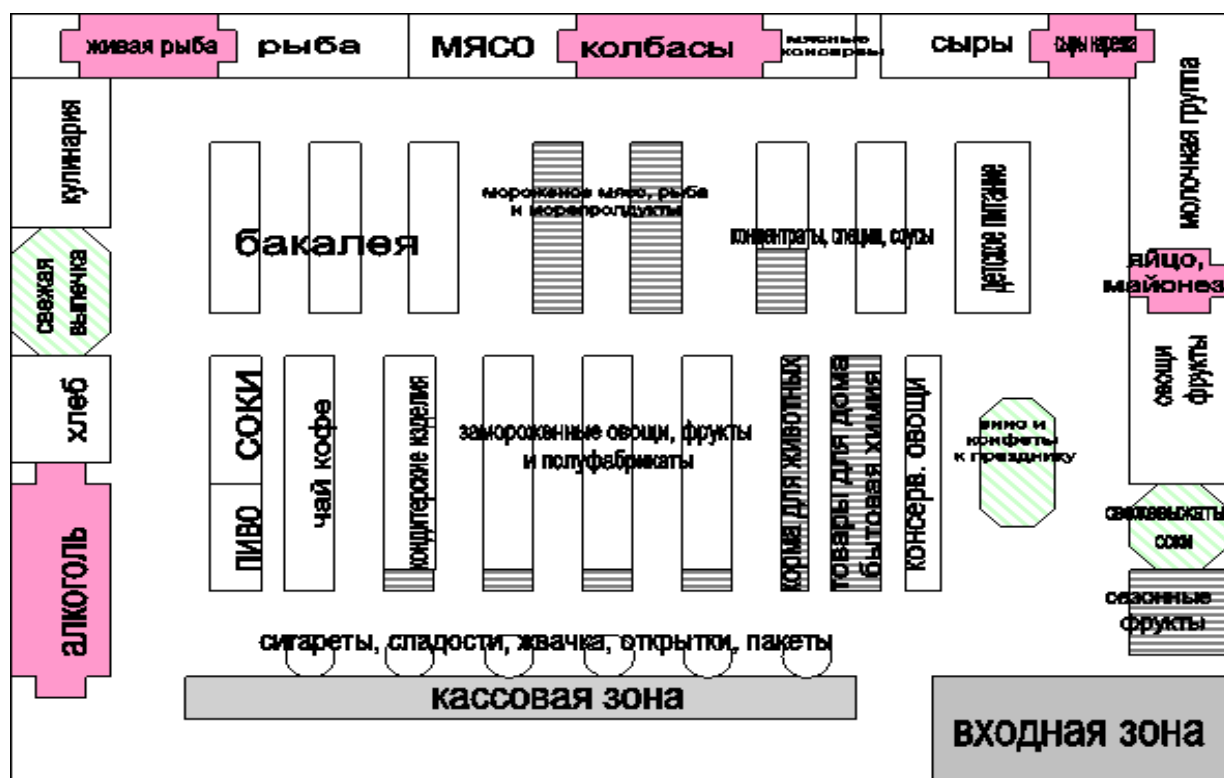 живая рыба
рыба
мясо
колбасы
мясные
консервы
сыры
сыры нарезка
кулинария
молочная группа
мороженое мясо, рыба
и морепролдукты
бакалея
концентраты, специи, соусы
детское питание
свежая
выпечка
яйцо,
майонез
хлеб
соки
чай кофе
кондитерские изделия
замороженные овощи, фрукты
и полуфабрикаты
корма для животных
товары для дома
бытовая химия
консерв. овощи
вино и
конфеты
к празднику
овощи
фрукты
пиво
алкоголь
соки
сезонные
фрукты
сигареты, сладости, жвачка, открытки, пакеты
кассовая зона
входная зона